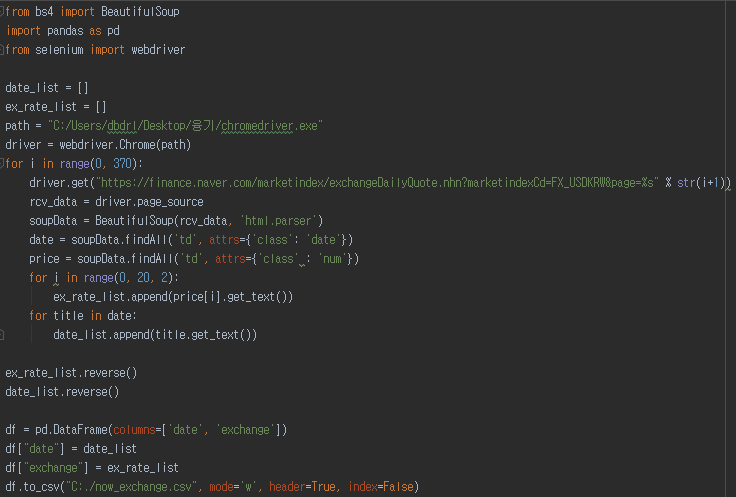 from bs4 import BeautifulSoup
import pandas as pd
from selenium import webdriver
date_list = []
ex_rate_list = []
path = "C:/Users/dbdrl/Desktop/융기/chromedriver.exe"
driver = webdriver.Chrome(path)
for i in range(0, 370):
    driver.get("https://finance.naver.com/marketindex/exchangeDailyQuote.nhn?marketindexCd=FX_USDKRW&page=%s" % str(i+1))
    rcv_data = driver.page_source
    soupData = BeautifulSoup(rcv_data, 'html.parser')
    date = soupData.findAll('td', attrs={'class': 'date'})
    price = soupData.findAll('td', attrs={'class' : 'num'})
    for i in range(0, 20, 2):
        ex_rate_list.append(price[i].get_text())
    for title in date:
        date_list.append(title.get_text())
ex_rate_list.reverse()
date_list.reverse()
df = pd.DataFrame(columns=['date', 'exchange'])
df["date"] = date_list
df["exchange"] = ex_rate_list
df.to_csv("C:./now_exchange.csv", mode='w', header=True, index=False)